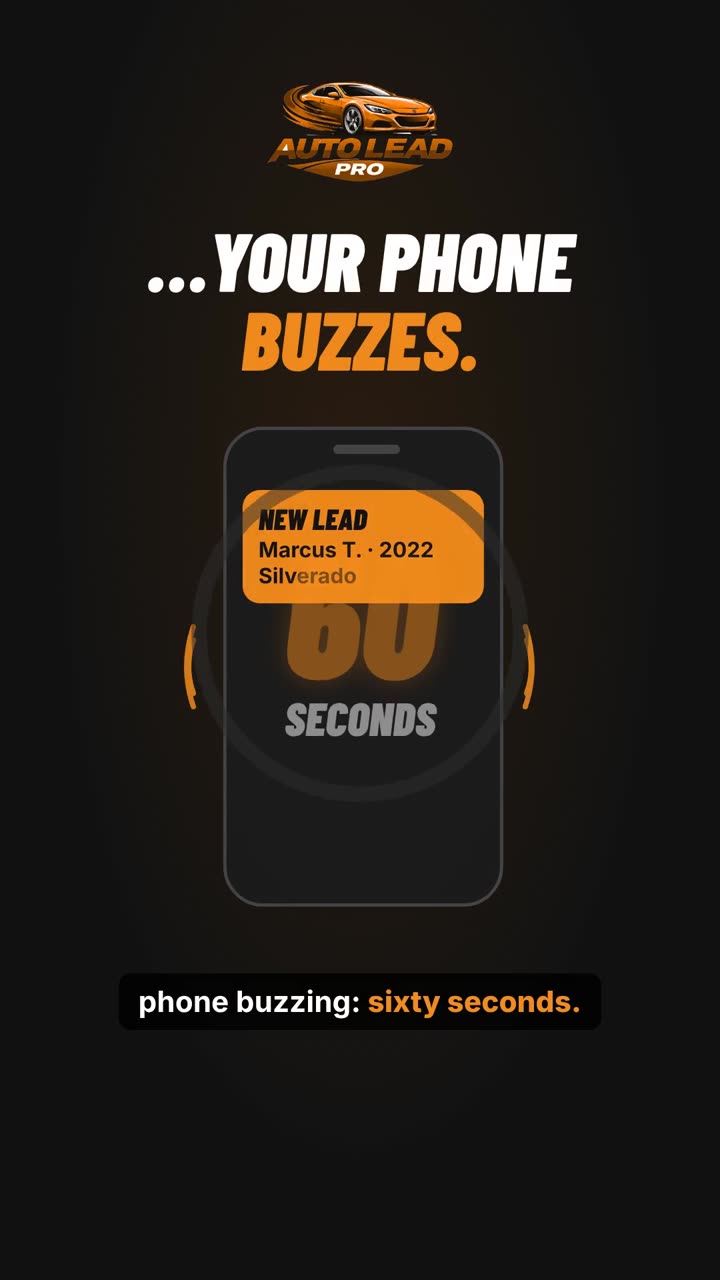 AUTO LEAD
PRO
...YOUR PHONE
BUZZES.
NEW LEAD
Marcus T. · 2022
Silverado
60
SECONDS
phone buzzing: sixty seconds.